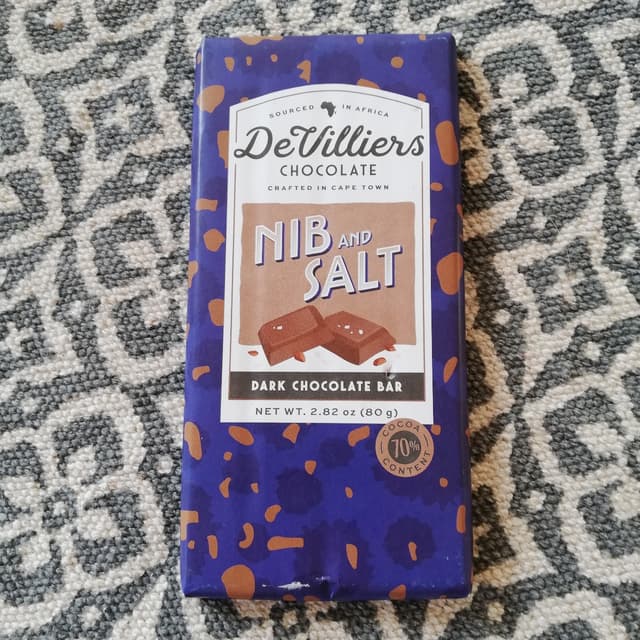 SOURCED IN AFRICA
DeVilliers
CHOCOLATE
CRAFTED IN CAPE TOWN
NIB AND
SALT
DARK CHOCOLATE BAR
NET WT. 2.82 oz (80 g)
COCOA
70%
CONTENT